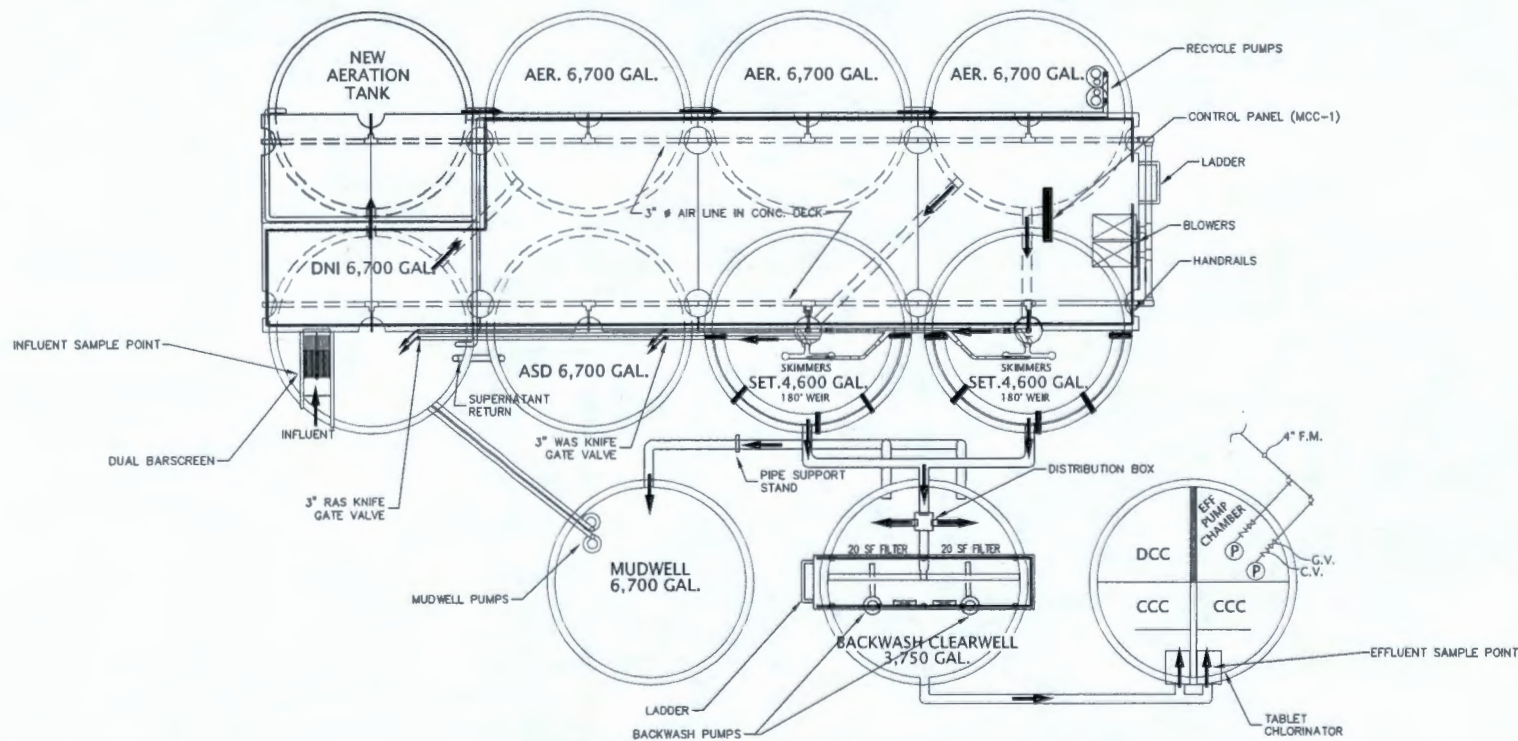 NEW
AERATION
TANK
AER. 6,700 GAL.
AER. 6,700 GAL.
AER. 6,700 GAL.
RECYCLE PUMPS
CONTROL PANEL (MCC-1)
LADDER
3" ø AIR LINE IN CONC. DECK
BLOWERS
DNI 6,700 GAL.
HANDRAILS
INFLUENT SAMPLE POINT
ASD 6,700 GAL.
SKIMMERS
SET.4,600 GAL.
180° WEIR
SKIMMERS
SET.4,600 GAL.
180° WEIR
SUPERNATANT
RETURN
INFLUENT
DUAL BARSCREEN
3" WAS KNIFE
GATE VALVE
3" RAS KNIFE
GATE VALVE
PIPE SUPPORT
STAND
DISTRIBUTION BOX
4" F.M.
EFF
PUMP
CHAMBER
P
P
G.V.
C.V.
DCC
CCC
CCC
20 SF FILTER
20 SF FILTER
MUDWELL
6,700 GAL.
MUDWELL PUMPS
BACKWASH CLEARWELL
3,750 GAL.
EFFLUENT SAMPLE POINT
LADDER
BACKWASH PUMPS
TABLET
CHLORINATOR